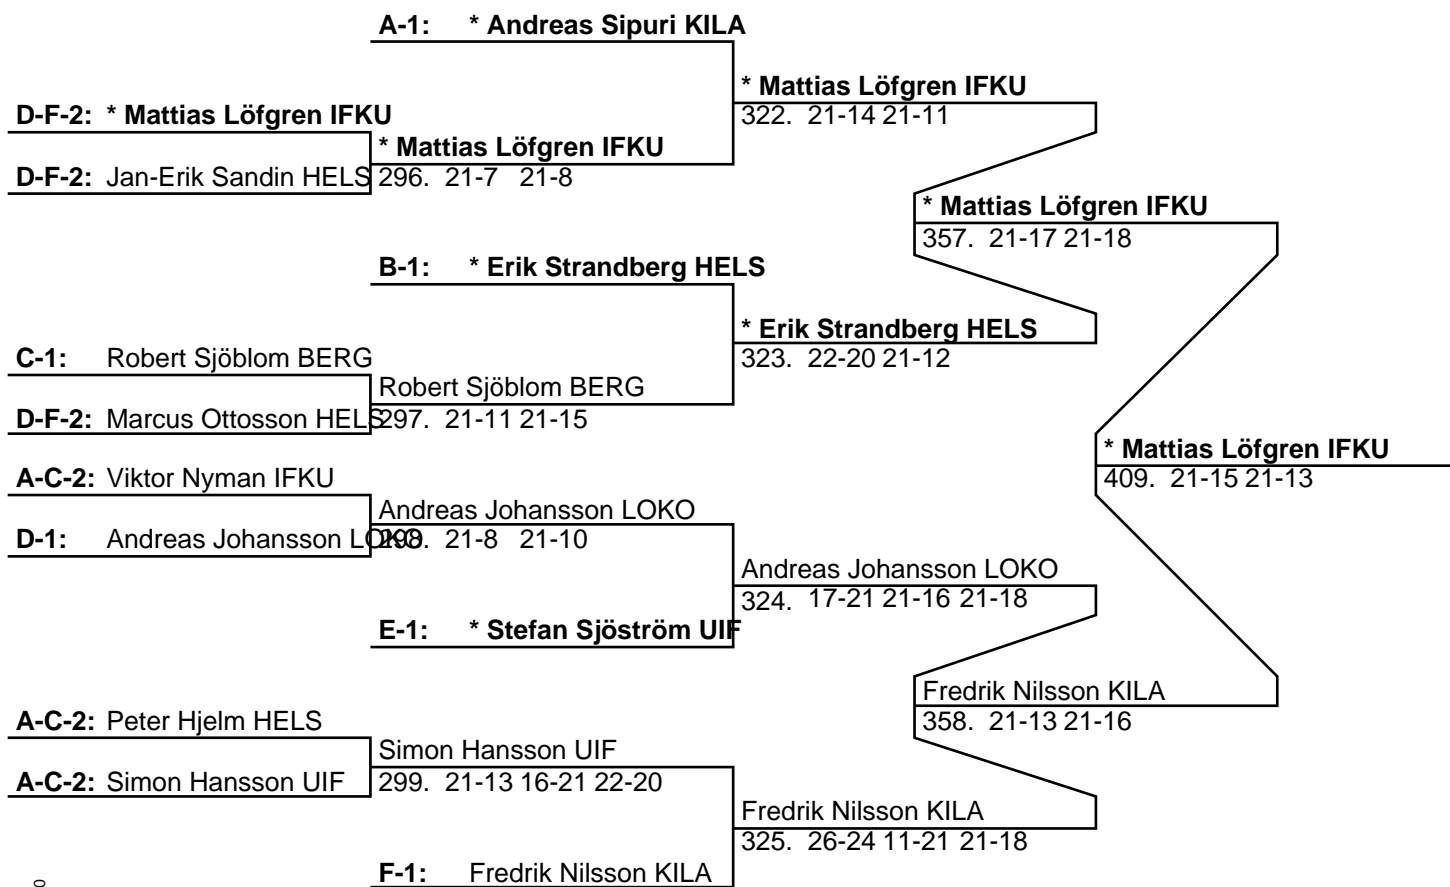 A-1: * Andreas Sipuri KILA
* Mattias Löfgren IFKU
D-F-2: * Mattias Löfgren IFKU
322. 21-14 21-11
* Mattias Löfgren IFKU
D-F-2: Jan-Erik Sandin HELS
296. 21-7 21-8
* Mattias Löfgren IFKU
357. 21-17 21-18
B-1: * Erik Strandberg HELS
* Erik Strandberg HELS
C-1: Robert Sjöblom BERG
323. 22-20 21-12
Robert Sjöblom BERG
D-F-2: Marcus Ottosson HELS
297. 21-11 21-15
* Mattias Löfgren IFKU
A-C-2: Viktor Nyman IFKU
409. 21-15 21-13
Andreas Johansson LOKO
D-1: Andreas Johansson LOKO
298. 21-8 21-10
Andreas Johansson LOKO
324. 17-21 21-16 21-18
E-1: * Stefan Sjöström UIF
Fredrik Nilsson KILA
A-C-2: Peter Hjelm HELS
358. 21-13 21-16
Simon Hansson UIF
A-C-2: Simon Hansson UIF
299. 21-13 16-21 22-20
Fredrik Nilsson KILA
325. 26-24 11-21 21-18
F-1: Fredrik Nilsson KILA